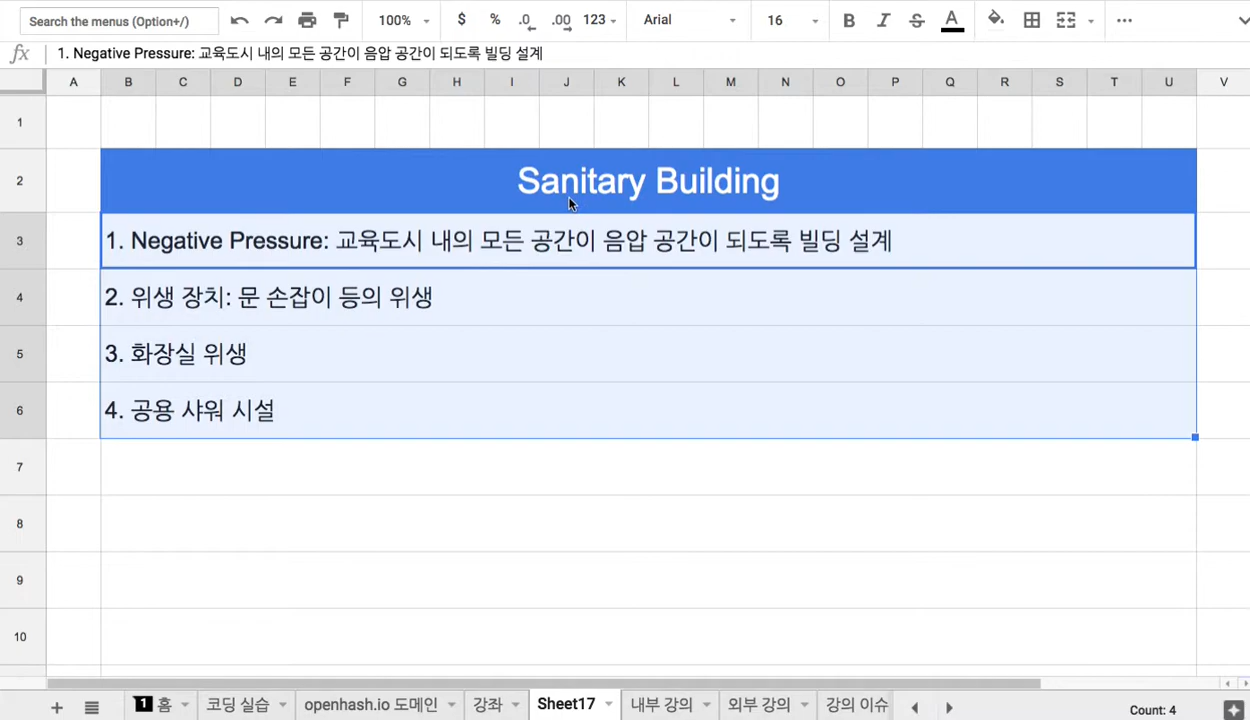 Search the menus (Option+/) 100% $ % .0 .00 123 Arial 16 B I S A
fx 1. Negative Pressure: 교육도시 내의 모든 공간이 음압 공간이 되도록 빌딩 설계
A B C D E F G H I J K L M N O P Q R S T U V
1
2 Sanitary Building
3 1. Negative Pressure: 교육도시 내의 모든 공간이 음압 공간이 되도록 빌딩 설계
4 2. 위생 장치: 문 손잡이 등의 위생
5 3. 화장실 위생
6 4. 공용 샤워 시설
7
8
9
10
1 홈 코딩 실습 openhash.io 도메인 강좌 Sheet17 내부 강의 외부 강의 강의 이슈 Count: 4